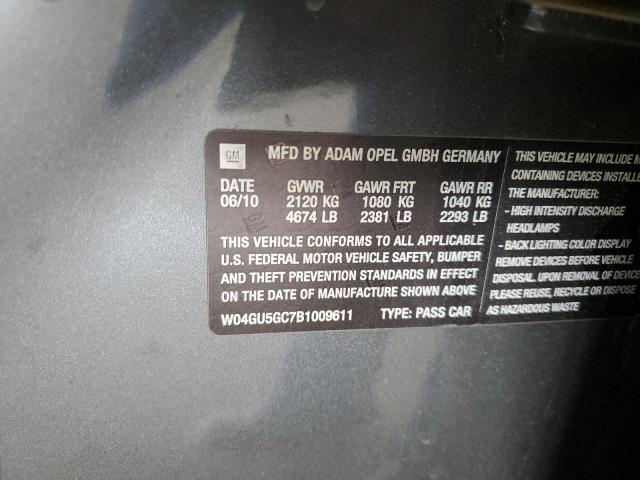 GM MFD BY ADAM OPEL GMBH GERMANY
DATE GVWR GAWR FRT GAWR RR
06/10 2120 KG 1080 KG 1040 KG
4674 LB 2381 LB 2293 LB
THIS VEHICLE CONFORMS TO ALL APPLICABLE
U.S. FEDERAL MOTOR VEHICLE SAFETY, BUMPER
AND THEFT PREVENTION STANDARDS IN EFFECT
ON THE DATE OF MANUFACTURE SHOWN ABOVE
W04GU5GC7B1009611 TYPE: PASS CAR
THIS VEHICLE MAY INCLUDE
CONTAINING DEVICES INSTALLE
THE MANUFACTURER:
- HIGH INTENSITY DISCHARGE
HEADLAMPS
- BACK LIGHTING COLOR DISPLAY
REMOVE DEVICES BEFORE VEHICLE
DISPOSAL. UPON REMOVAL OF DEVICES
PLEASE REUSE, RECYCLE OR DISPOSE
AS HAZARDOUS WASTE